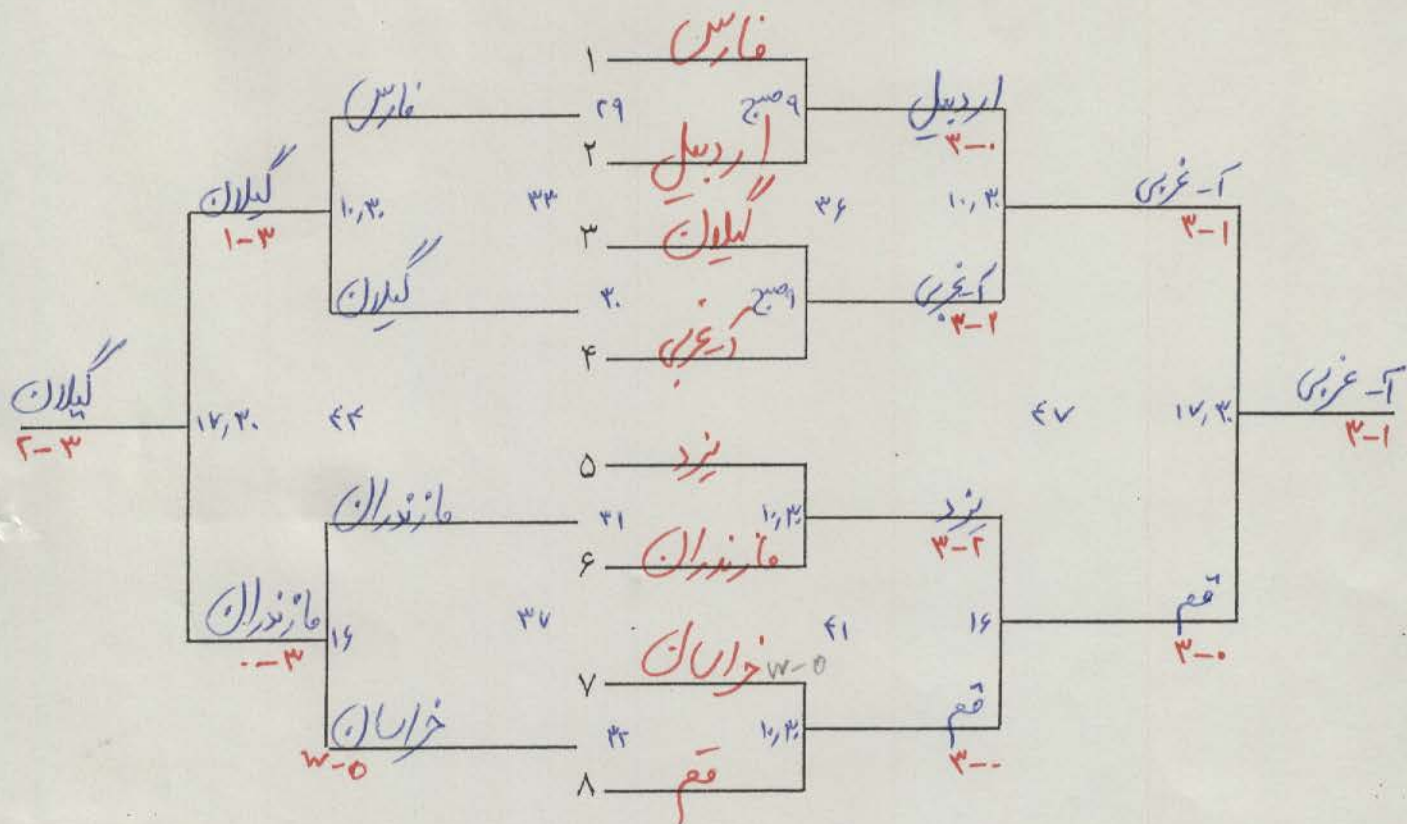 ۱ فارس
فارس ۲۹ ۹ صبح اردبیل
۳-۰
۲ اردبیل
گیلان ۱۰,۳۰ ۳۳ ۳۶ ۱۰,۳۰ آ-غربی
۱-۳ ۳-۱
۳ گیلان
گیلان ۳۰ ۹ صبح آ-غربی
۳-۲
۴ آ-غربی
گیلان ۱۷,۳۰ ۴۴ ۴۷ ۱۷,۳۰ آ-غربی
۲-۳ ۳-۱
۵ یزد
مازندران ۳۱ ۱۰,۳۰ یزد
۳-۲
۶ مازندران
مازندران ۱۶ ۳۷ ۴۱ ۱۶ قم
۰-۳ ۳-۰
۷ خراسان W-O
خراسان ۳۲ ۱۰,۳۰ قم
W-O ۳-۰
۸ قم